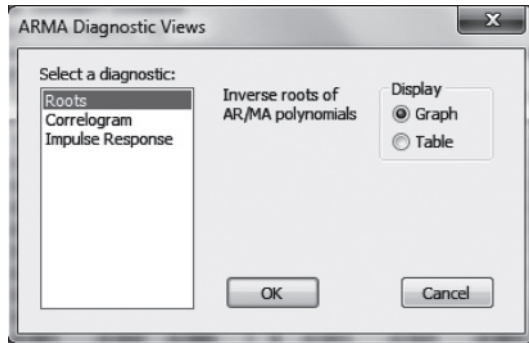 ARMA Diagnostic Views
X
Select a diagnostic:
Roots
Correlogram
Impulse Response
Inverse roots of
AR/MA polynomials
Display
Graph
Table
OK
Cancel